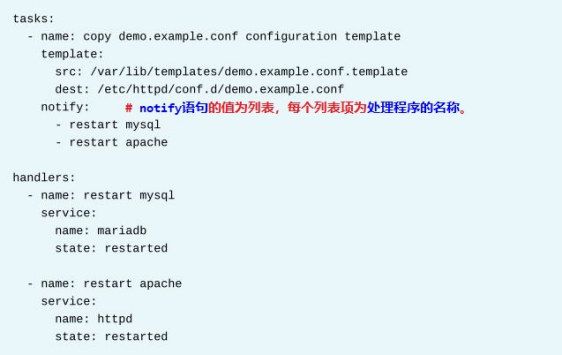 tasks:
  - name: copy demo.example.conf configuration template
    template:
      src: /var/lib/templates/demo.example.conf.template
      dest: /etc/httpd/conf.d/demo.example.conf
    notify:     # notify语句的值为列表，每个列表项为处理程序的名称。
      - restart mysql
      - restart apache

handlers:
  - name: restart mysql
    service:
      name: mariadb
      state: restarted

  - name: restart apache
    service:
      name: httpd
      state: restarted